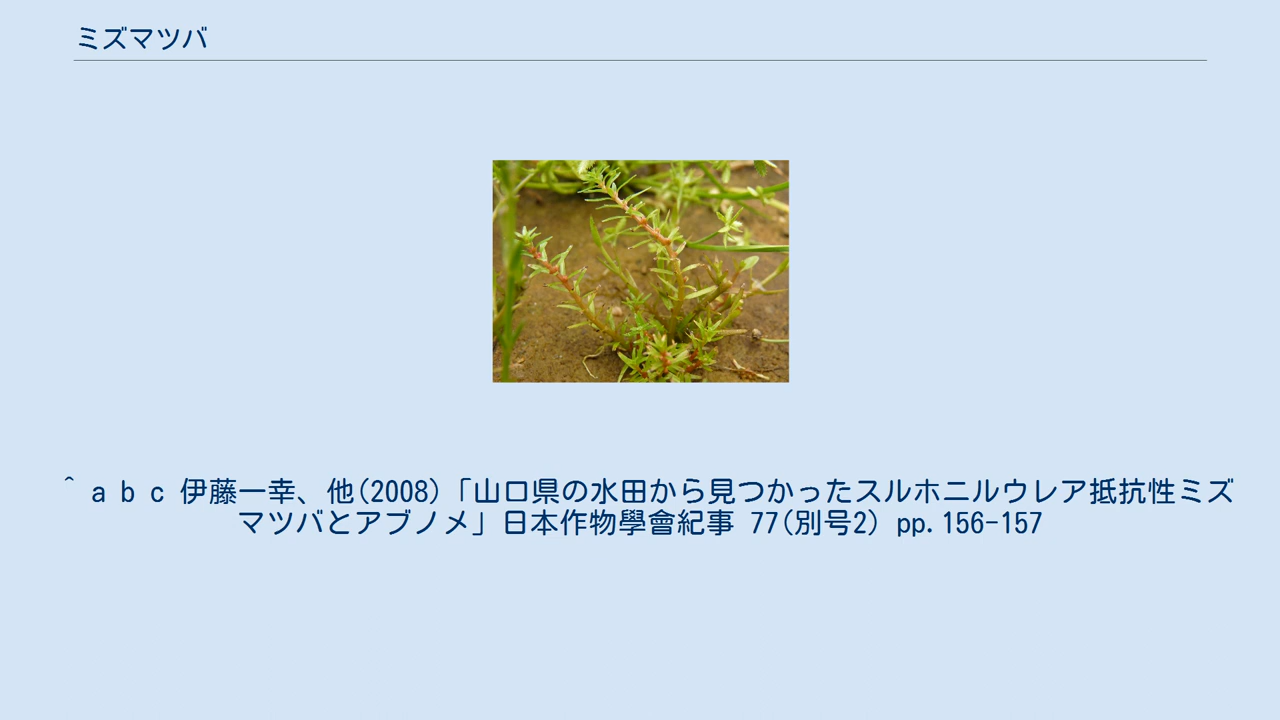 ミズマツバ
^ a b c 伊藤一幸、他(2008)「山口県の水田から見つかったスルホニルウレア抵抗性ミズ
マツバとアブノメ」日本作物學會紀事 77(別号2) pp.156-157